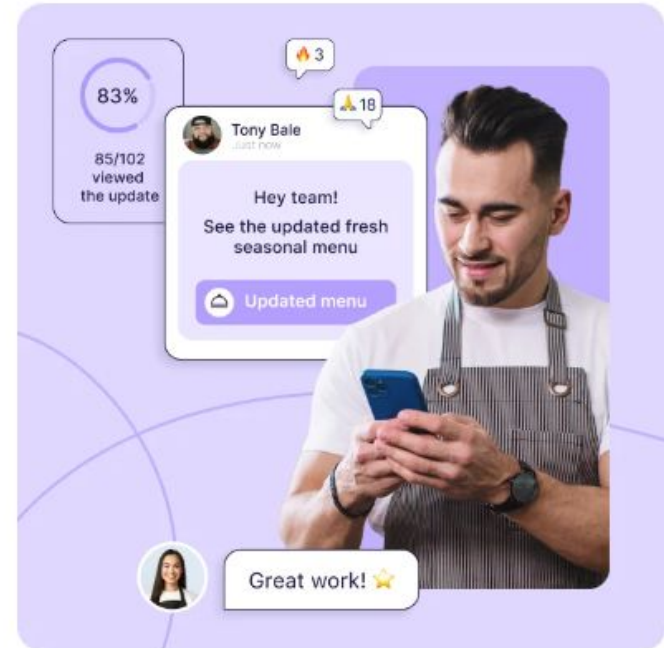 🔥 3
🙏 18
83%
85/102
viewed
the update
Tony Bale
Just now
Hey team!
See the updated fresh
seasonal menu
Updated menu
Great work! ⭐